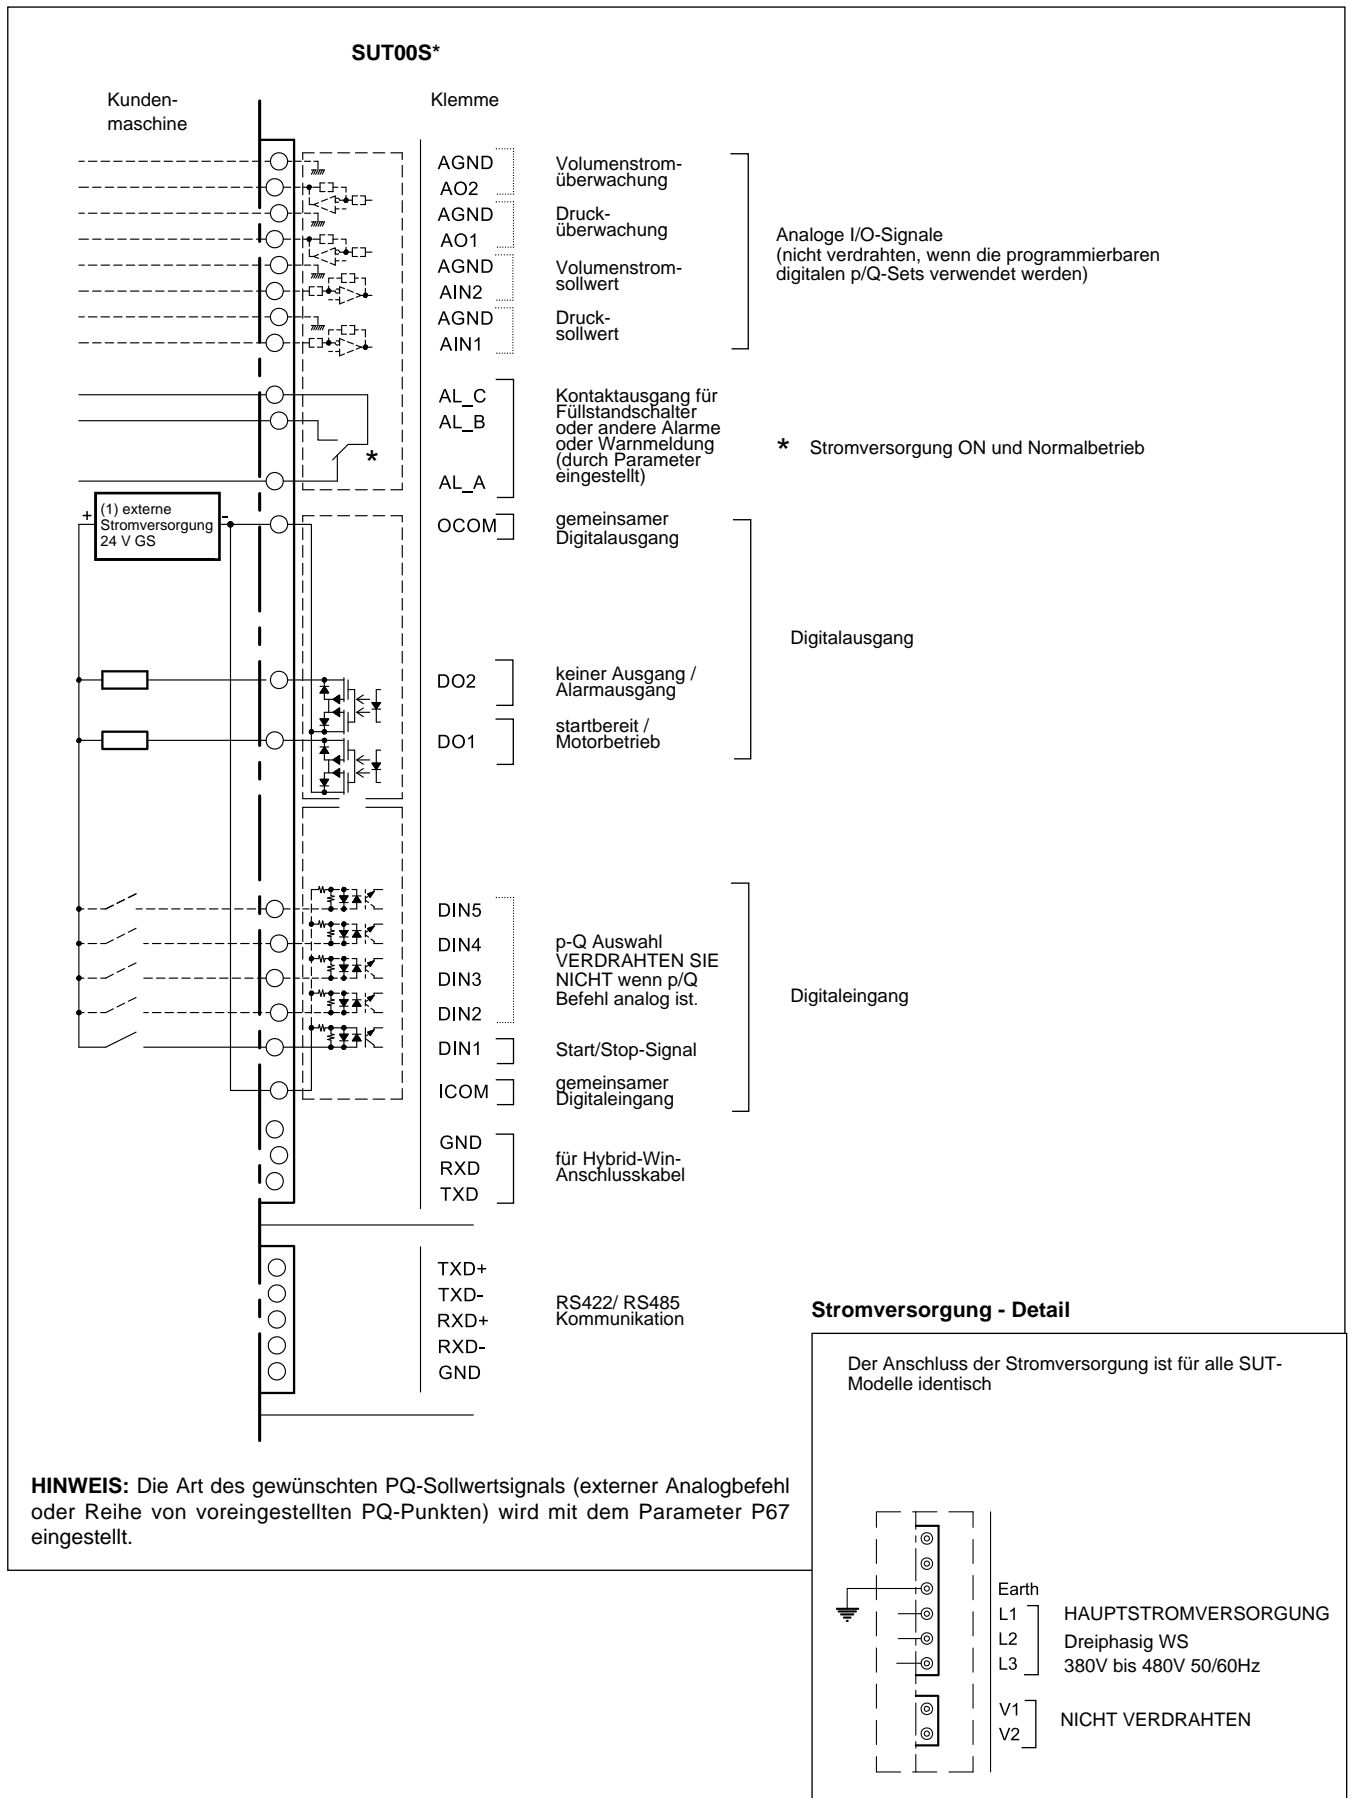 SUT00S*
Kunden-
maschine
Klemme
AGND
AO2
Volumenstrom-
überwachung
AGND
AO1
Druck-
überwachung
AGND
AIN2
Volumenstrom-
sollwert
AGND
AIN1
Druck-
sollwert
Analoge I/O-Signale
(nicht verdrahten, wenn die programmierbaren
digitalen p/Q-Sets verwendet werden)
AL_C
AL_B
AL_A
Kontaktausgang für
Füllstandschalter
oder andere Alarme
oder Warnmeldung
(durch Parameter
eingestellt)
*
* Stromversorgung ON und Normalbetrieb
+
(1) externe
Stromversorgung
24 V GS
-
OCOM
gemeinsamer
Digitalausgang
DO2
keiner Ausgang /
Alarmausgang
DO1
startbereit /
Motorbetrieb
Digitalausgang
DIN5
DIN4
DIN3
DIN2
p-Q Auswahl
VERDRAHTEN SIE
NICHT wenn p/Q
Befehl analog ist.
DIN1
Start/Stop-Signal
ICOM
gemeinsamer
Digitaleingang
Digitaleingang
GND
RXD
TXD
für Hybrid-Win-
Anschlusskabel
TXD+
TXD-
RXD+
RXD-
GND
RS422/ RS485
Kommunikation
HINWEIS: Die Art des gewünschten PQ-Sollwertsignals (externer Analogbefehl
oder Reihe von voreingestellten PQ-Punkten) wird mit dem Parameter P67
eingestellt.
Stromversorgung - Detail
Der Anschluss der Stromversorgung ist für alle SUT-
Modelle identisch
Earth
L1
L2
L3
HAUPTSTROMVERSORGUNG
Dreiphasig WS
380V bis 480V 50/60Hz
V1
V2
NICHT VERDRAHTEN